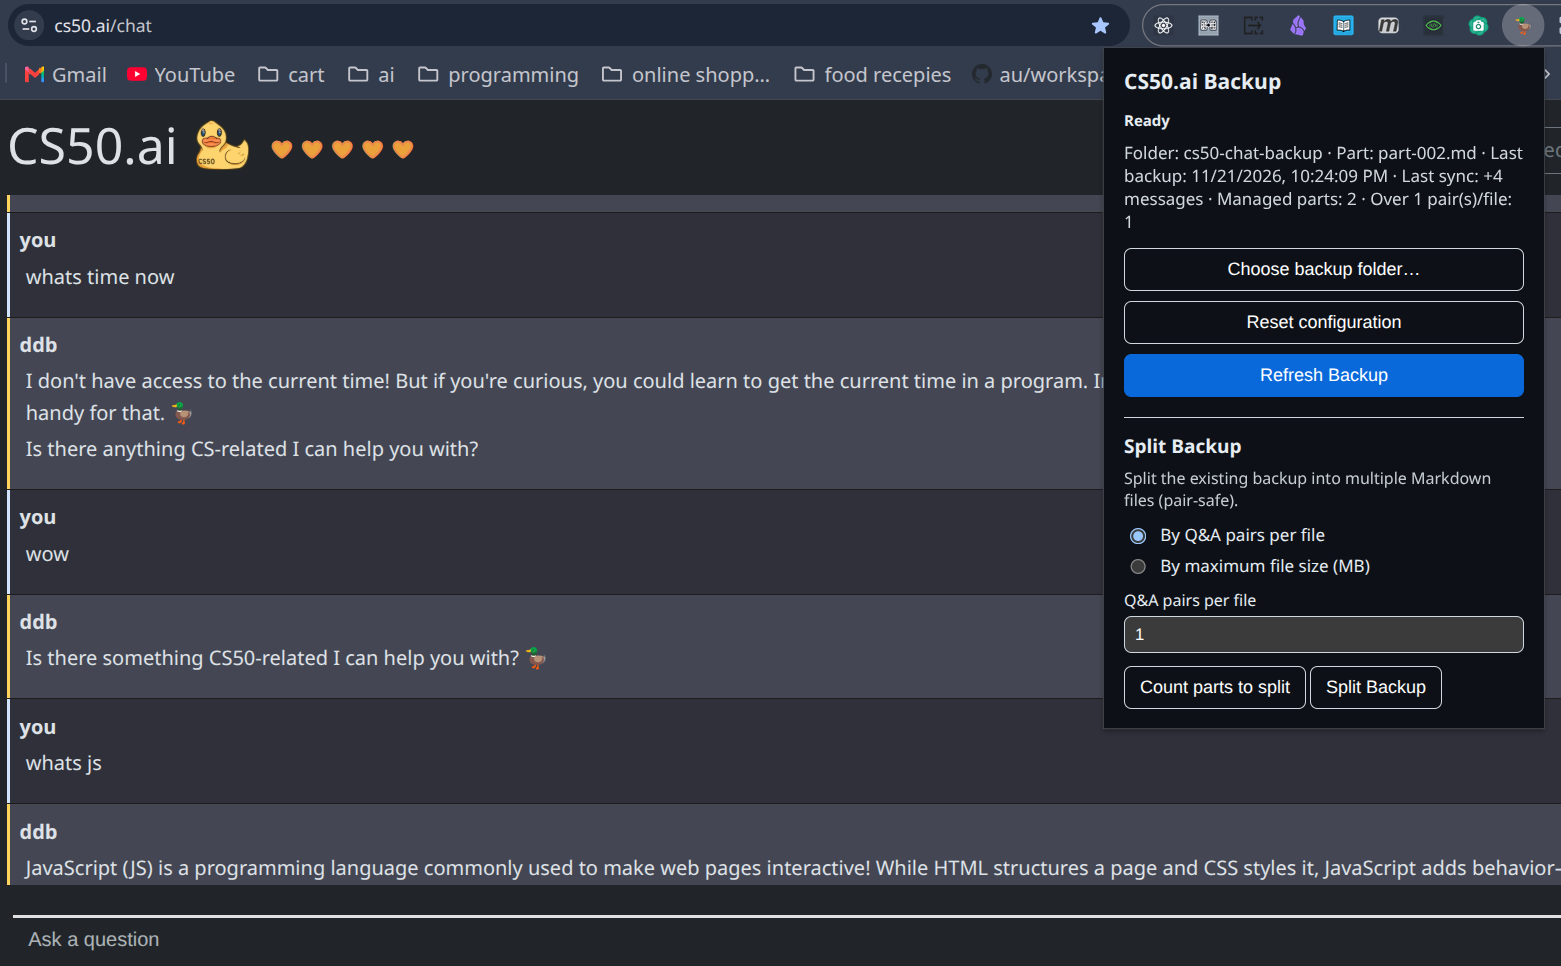 cs50.ai/chat
Gmail YouTube cart ai programming online shopp... food recepies au/workspa
CS50.ai
CS50
you
whats time now
ddb
I don't have access to the current time! But if you're curious, you could learn to get the current time in a program.
handy for that.
Is there anything CS-related I can help you with?
you
wow
ddb
Is there something CS50-related I can help you with?
you
whats js
ddb
JavaScript (JS) is a programming language commonly used to make web pages interactive! While HTML structures a page and CSS styles it, JavaScript adds behavior-
Ask a question
CS50.ai Backup
Ready
Folder: cs50-chat-backup · Part: part-002.md · Last
backup: 11/21/2026, 10:24:09 PM · Last sync: +4
messages · Managed parts: 2 · Over 1 pair(s)/file:
1
Choose backup folder…
Reset configuration
Refresh Backup
Split Backup
Split the existing backup into multiple Markdown
files (pair-safe).
By Q&A pairs per file
By maximum file size (MB)
Q&A pairs per file
1
Count parts to split Split Backup